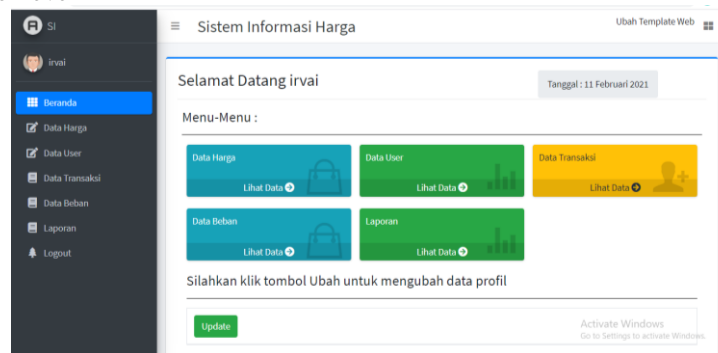 SI
Sistem Informasi Harga
Ubah Template Web
irvai
Beranda
Data Harga
Data User
Data Transaksi
Data Beban
Laporan
Logout
Selamat Datang irvai
Tanggal : 11 Februari 2021
Menu-Menu :
Data Harga
Lihat Data
Data User
Lihat Data
Data Transaksi
Lihat Data
Data Beban
Lihat Data
Laporan
Lihat Data
Silahkan klik tombol Ubah untuk mengubah data profil
Update
Activate Windows
Go to Settings to activate Windows.